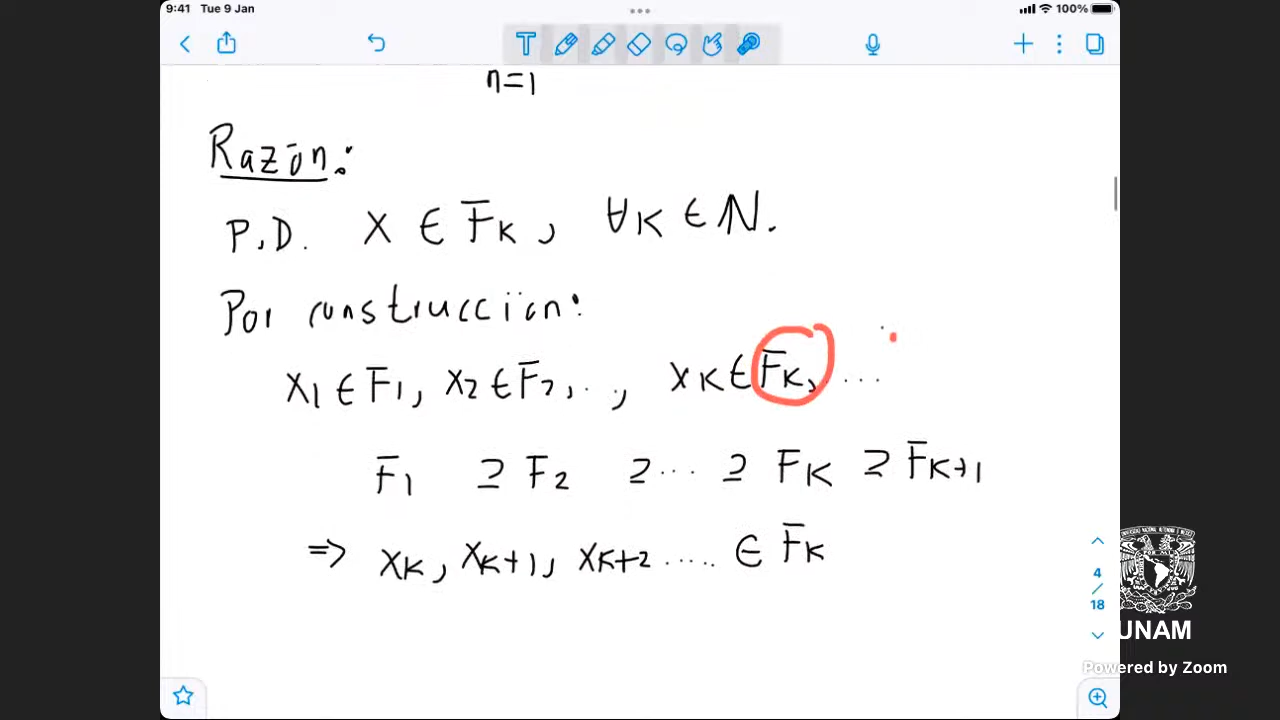 9:41 Tue 9 Jan
100%
n=1
Razón:
P.D. x ∈ Fk, ∀k ∈ ℕ.
Por construcción:
x1 ∈ F1, x2 ∈ F2, .., xk ∈ Fk, ...
F1 ⊇ F2 ⊇ ... ⊇ Fk ⊇ Fk+1
⇒ xk, xk+1, xk+2 ..... ∈ Fk
4
/
18
UNAM
Powered by Zoom